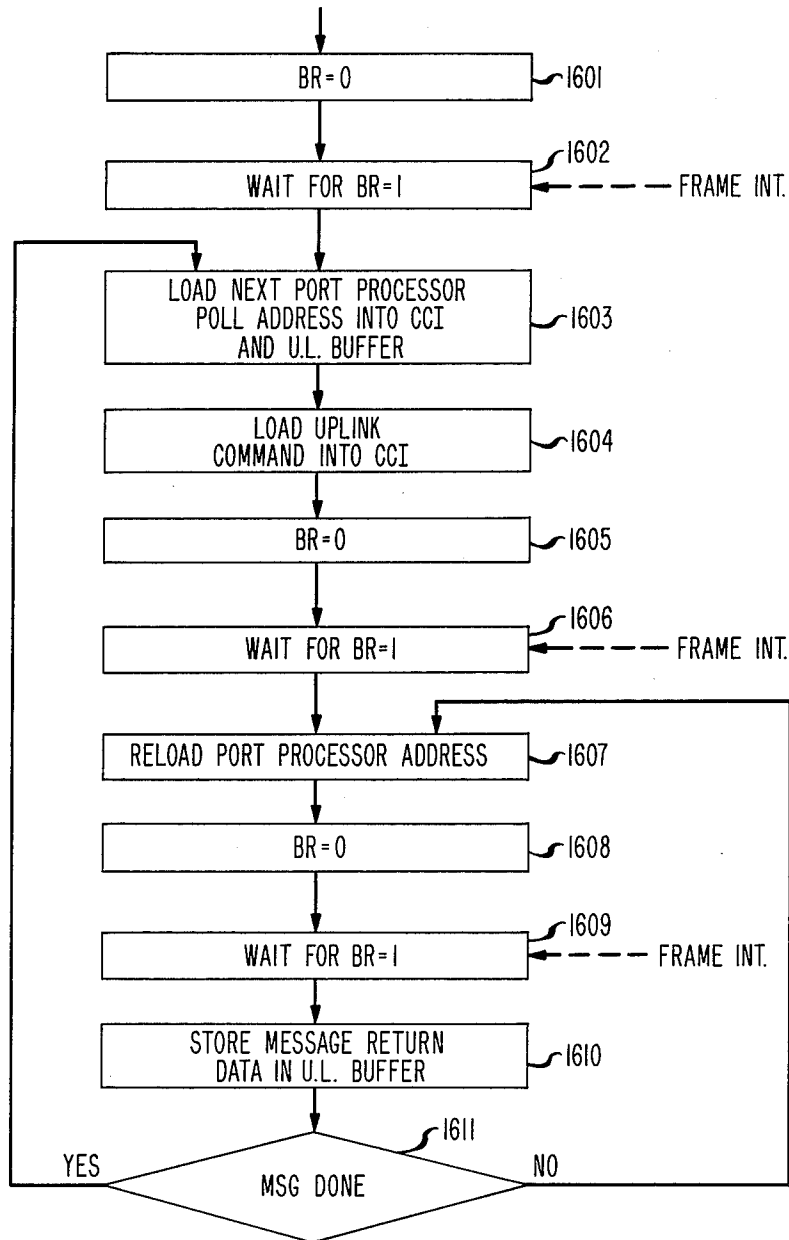 BR=0
1601
1602
WAIT FOR BR=1
FRAME INT.
LOAD NEXT PORT PROCESSOR
POLL ADDRESS INTO CCI
AND U.L. BUFFER
1603
LOAD UPLINK
COMMAND INTO CCI
1604
BR=0
1605
1606
WAIT FOR BR=1
FRAME INT.
RELOAD PORT PROCESSOR ADDRESS
1607
BR=0
1608
1609
WAIT FOR BR=1
FRAME INT.
STORE MESSAGE RETURN
DATA IN U.L. BUFFER
1610
1611
YES
MSG DONE
NO